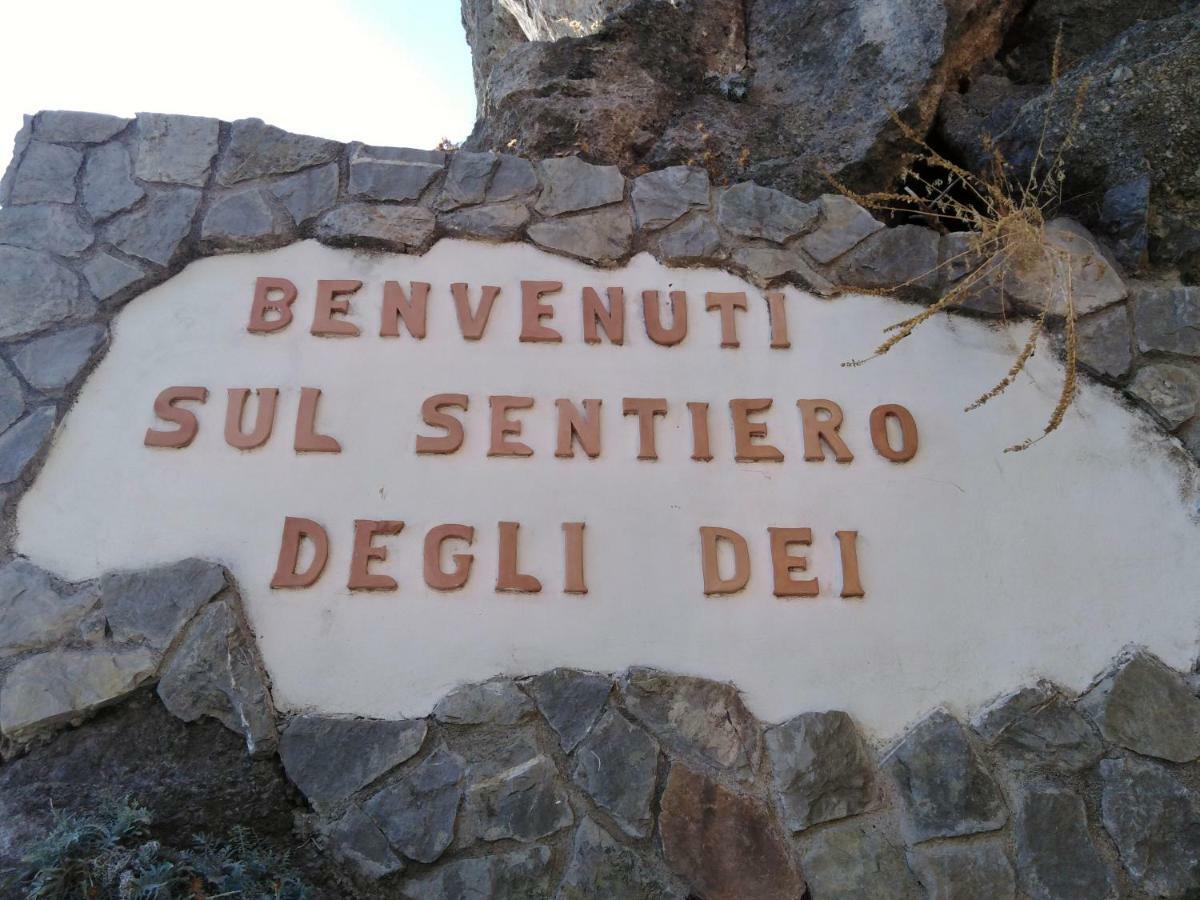 BENVENUTI
SUL SENTIERO
DEGLI DEI